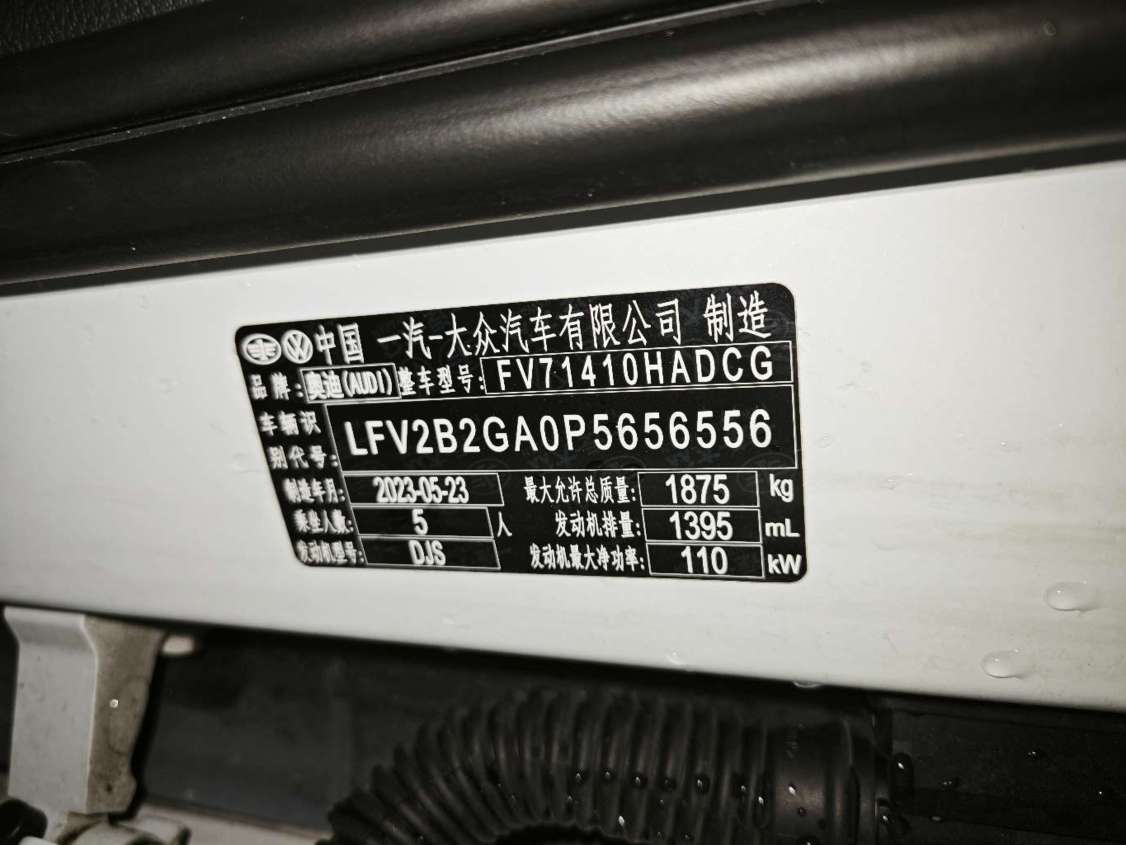 中国 一汽-大众汽车有限公司 制造
品牌: 奥迪(AUDI) 整车型号: FV71410HADCG
车辆识别代号: LFV2B2GA0P5656556
制造年月: 2023-05-23 最大允许总质量: 1875 kg
乘坐人数: 5 人 发动机排量: 1395 mL
发动机型号: DJS 发动机最大净功率: 110 kW